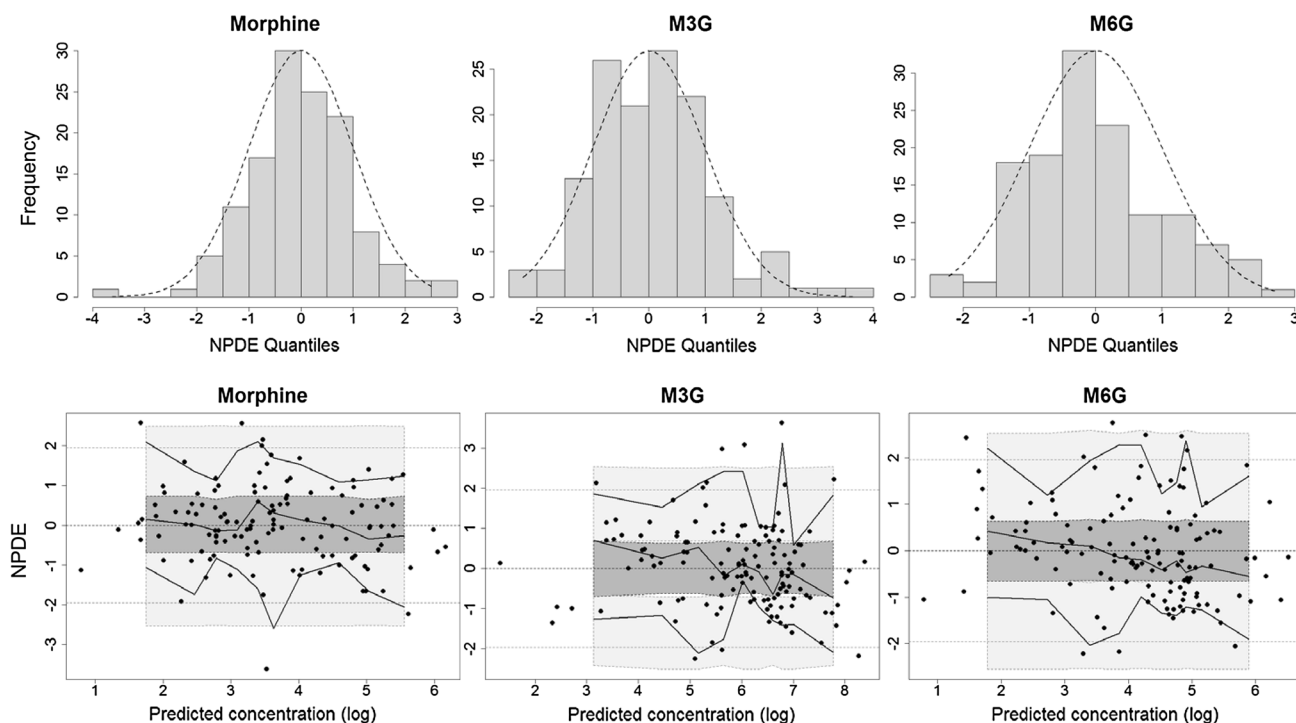 Morphine M3G M6G
Frequency
30
25
20
15
10
5
0
-4 -3 -2 -1 0 1 2 3
NPDE Quantiles
25
20
15
10
5
0
-2 -1 0 1 2 3 4
NPDE Quantiles
30
25
20
15
10
5
0
-2 -1 0 1 2 3
NPDE Quantiles
Morphine M3G M6G
NPDE
2
1
0
-1
-2
-3
1 2 3 4 5 6
Predicted concentration (log)
3
2
1
0
-1
-2
2 3 4 5 6 7 8
Predicted concentration (log)
2
1
0
-1
-2
1 2 3 4 5 6
Predicted concentration (log)